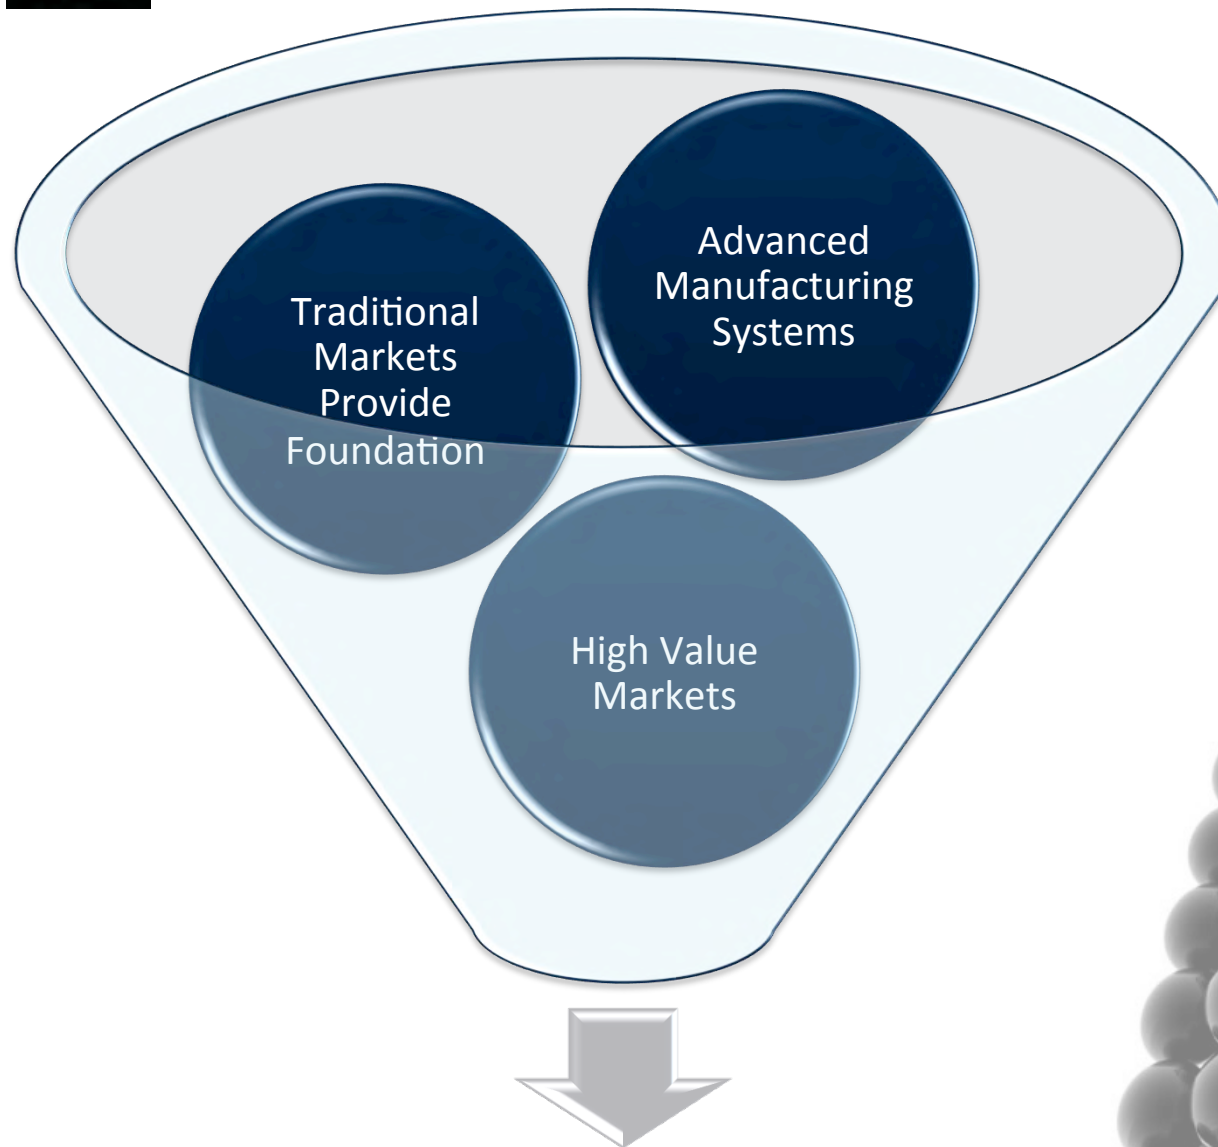 Traditional
Markets
Provide
Foundation
Advanced
Manufacturing
Systems
High Value
Markets